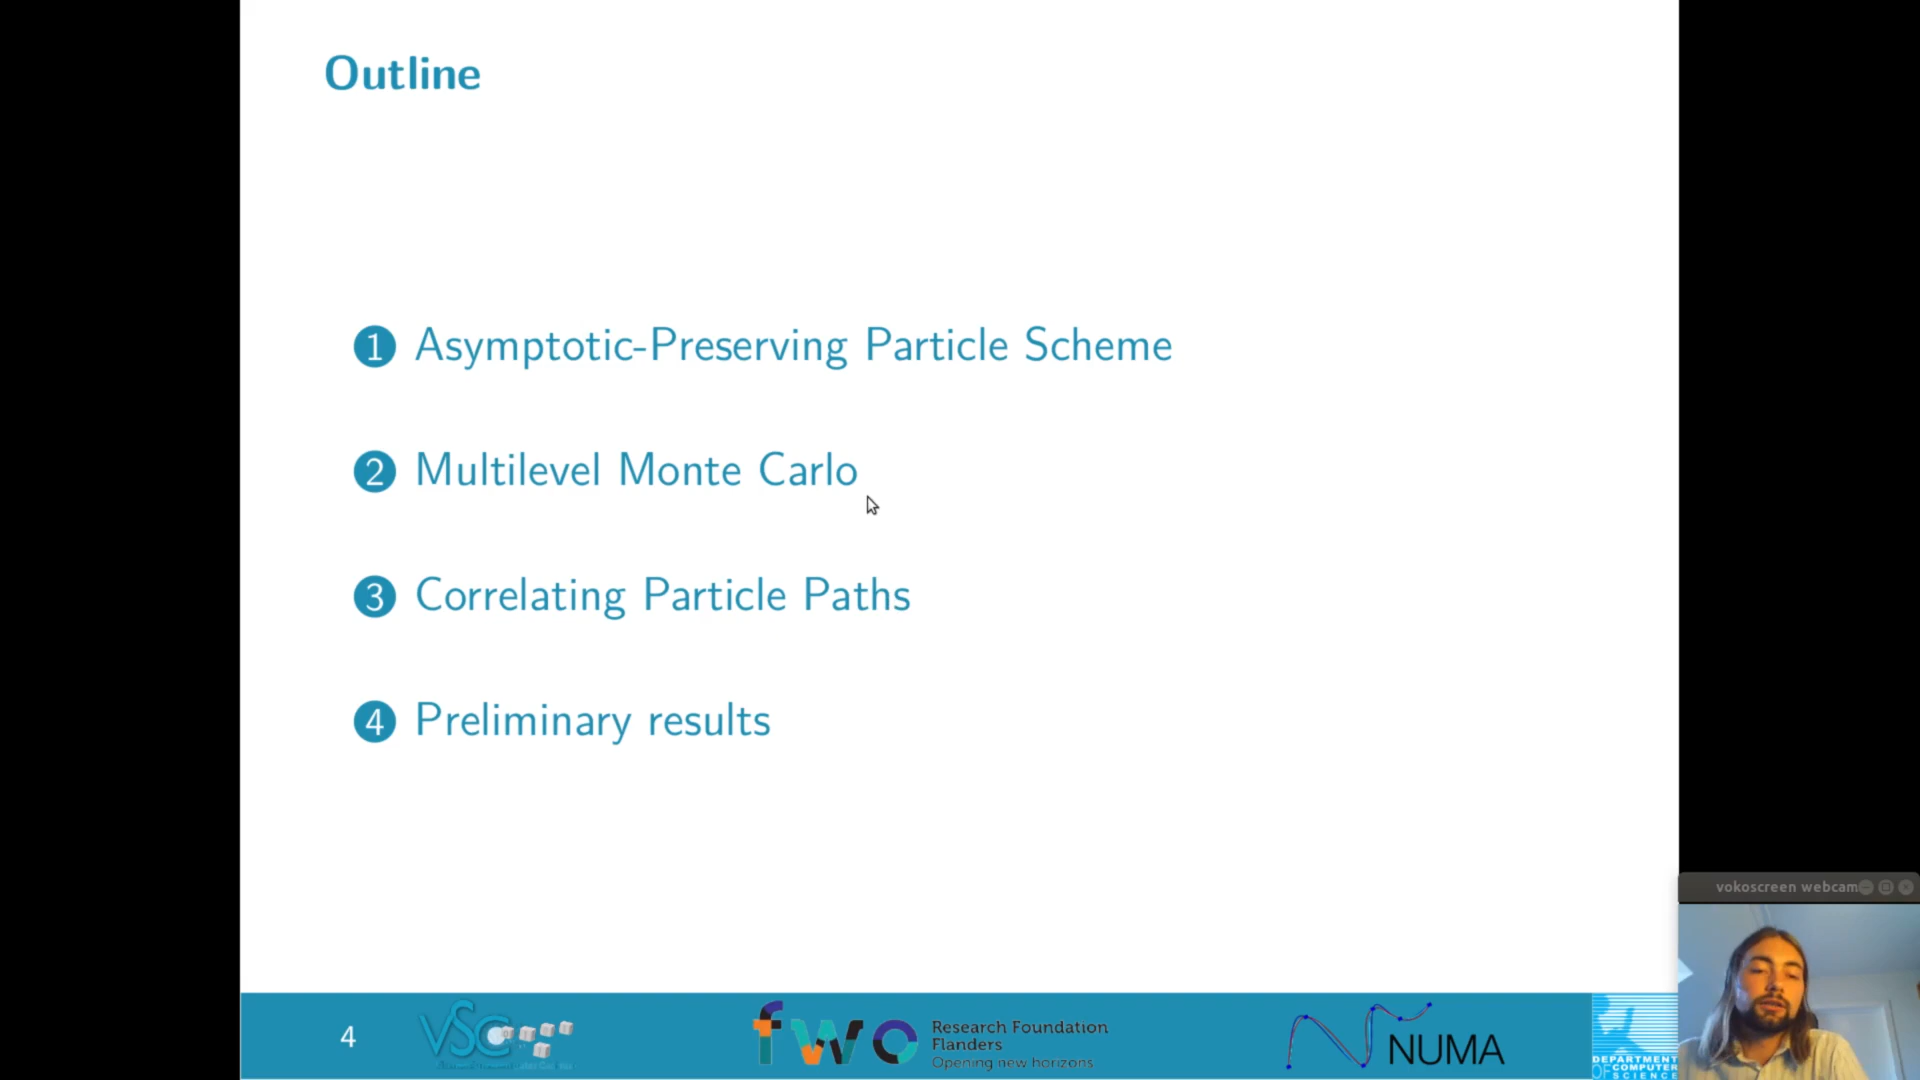 Outline
1 Asymptotic-Preserving Particle Scheme
2 Multilevel Monte Carlo
3 Correlating Particle Paths
4 Preliminary results
vokoscreen webcam
4
VSC
fwo
Research Foundation
Flanders
Opening new horizons
NUMA
DEPARTMENT
OF COMPUTER
SCIENCE